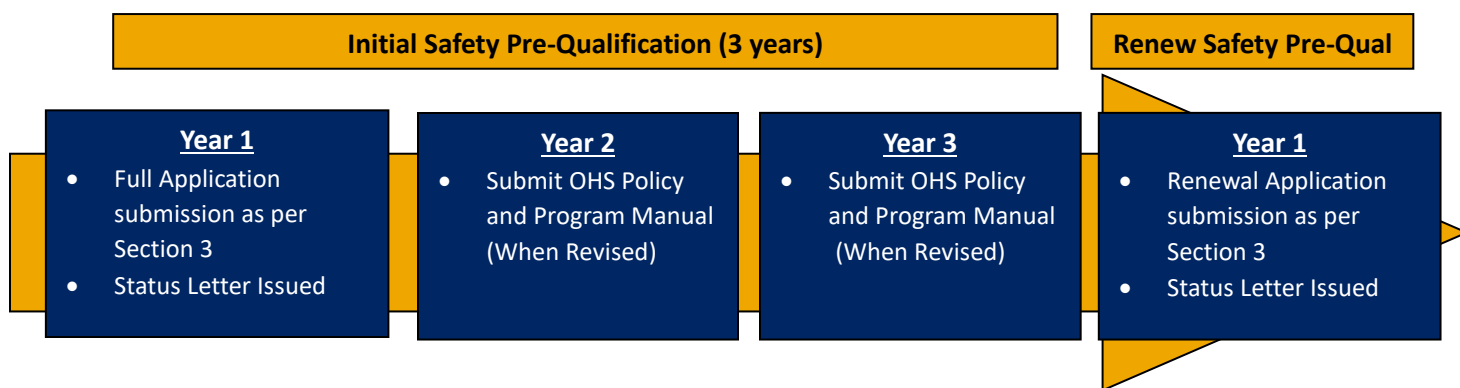 Initial Safety Pre-Qualification (3 years)
Renew Safety Pre-Qual
Year 1
• Full Application
submission as per
Section 3
• Status Letter Issued
Year 2
• Submit OHS Policy
and Program Manual
(When Revised)
Year 3
• Submit OHS Policy
and Program Manual
(When Revised)
Year 1
• Renewal Application
submission as per
Section 3
• Status Letter Issued